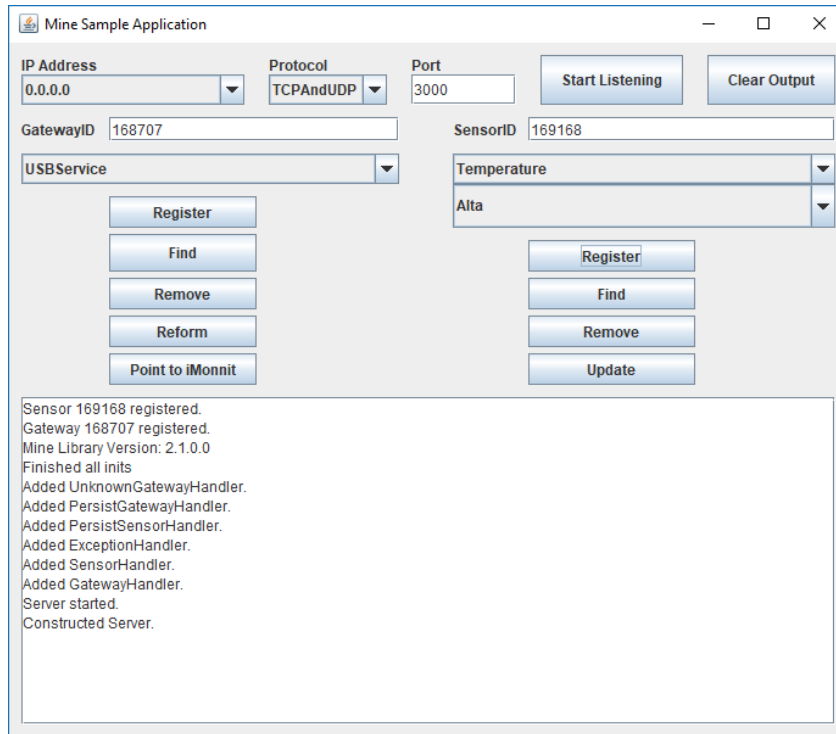 Mine Sample Application
IP Address Protocol Port
0.0.0.0 TCPAndUDP 3000 Start Listening Clear Output
GatewayID 168707 SensorID 169168
USBService Temperature
Alta
Register
Find Register
Remove Find
Reform Remove
Point to iMonnit Update
Sensor 169168 registered.
Gateway 168707 registered.
Mine Library Version: 2.1.0.0
Finished all inits
Added UnknownGatewayHandler.
Added PersistGatewayHandler.
Added PersistSensorHandler.
Added ExceptionHandler.
Added SensorHandler.
Added GatewayHandler.
Server started.
Constructed Server.